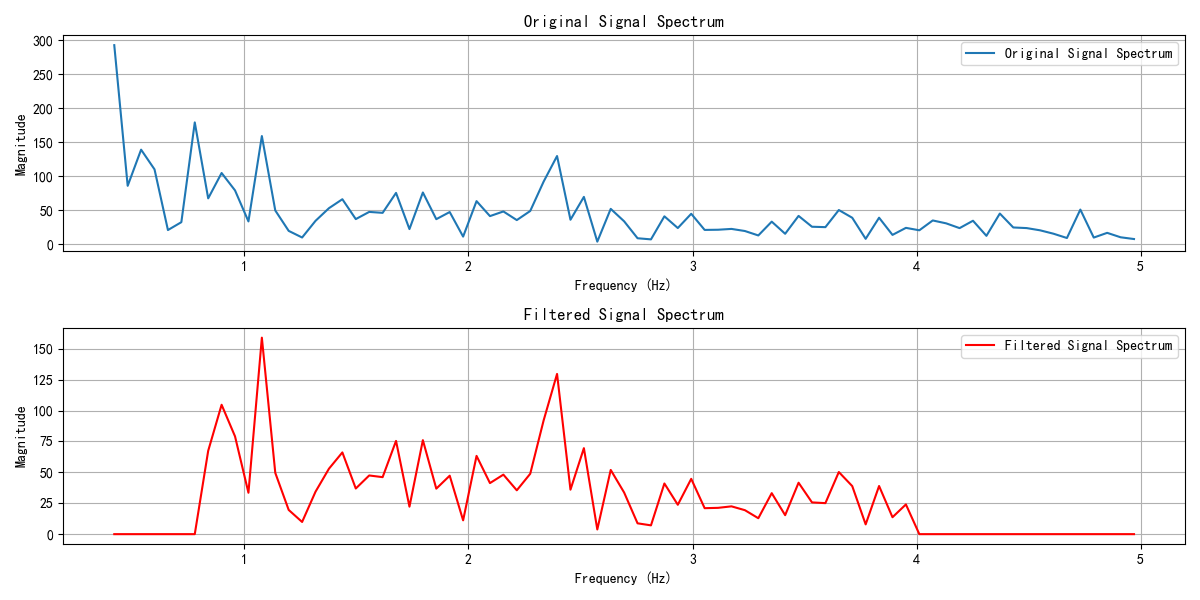 Original Signal Spectrum
300
250
200
150
100
50
0
Magnitude
Original Signal Spectrum
1 2 3 4 5
Frequency (Hz)
Filtered Signal Spectrum
150
125
100
75
50
25
0
Magnitude
Filtered Signal Spectrum
1 2 3 4 5
Frequency (Hz)